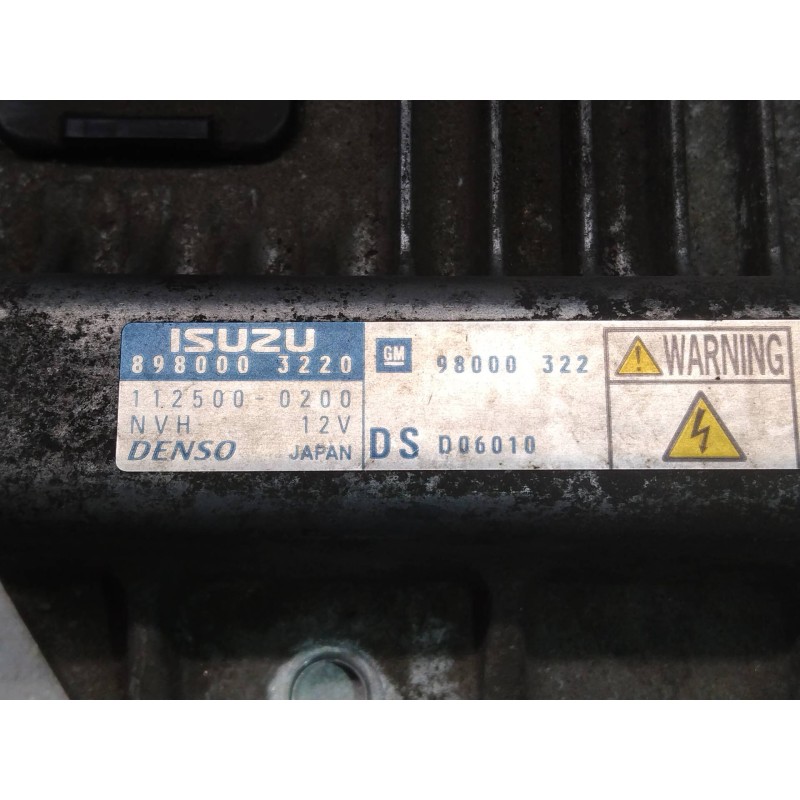 ISUZU
898000 3220
112500-0200
NVH 12V
DENSO JAPAN
GM 98000 322
DS D06010
WARNING